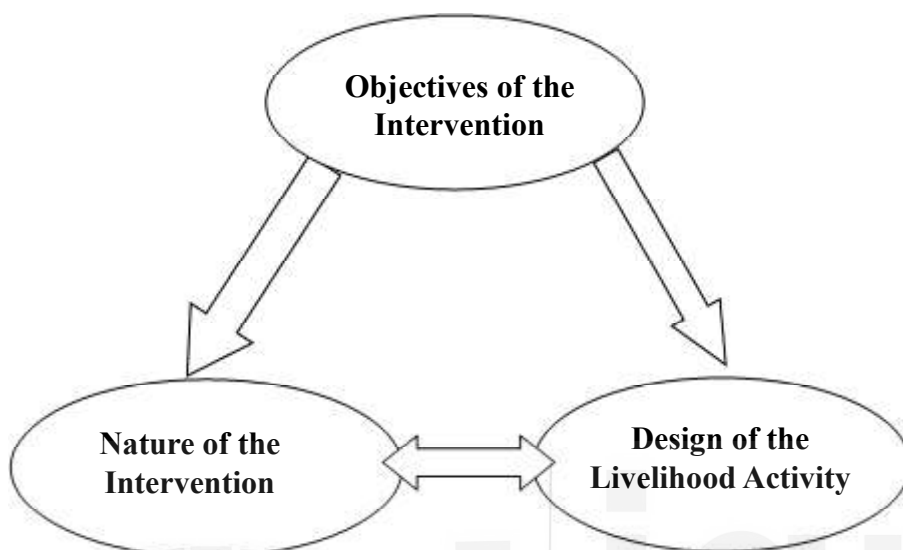 Objectives of the
Intervention
Nature of the
Intervention
Design of the
Livelihood Activity